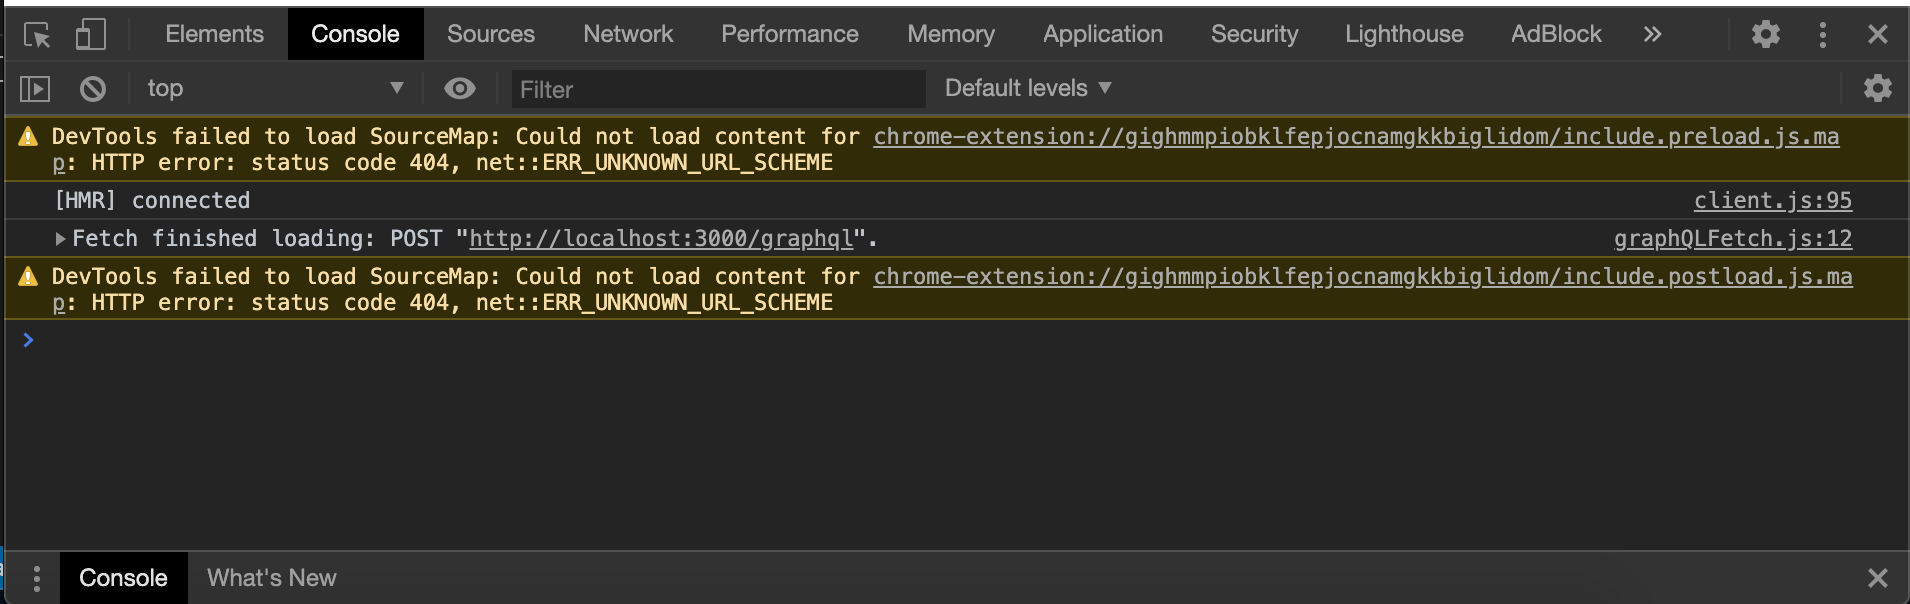 Elements Console Sources Network Performance Memory Application Security Lighthouse AdBlock »
top Filter Default levels
DevTools failed to load SourceMap: Could not load content for chrome-extension://gighmmpiobklfepjocnamgkkbiglidom/include.preload.js.ma
p: HTTP error: status code 404, net::ERR_UNKNOWN_URL_SCHEME
[HMR] connected client.js:95
Fetch finished loading: POST "http://localhost:3000/graphql". graphQLFetch.js:12
DevTools failed to load SourceMap: Could not load content for chrome-extension://gighmmpiobklfepjocnamgkkbiglidom/include.postload.js.ma
p: HTTP error: status code 404, net::ERR_UNKNOWN_URL_SCHEME
Console What's New